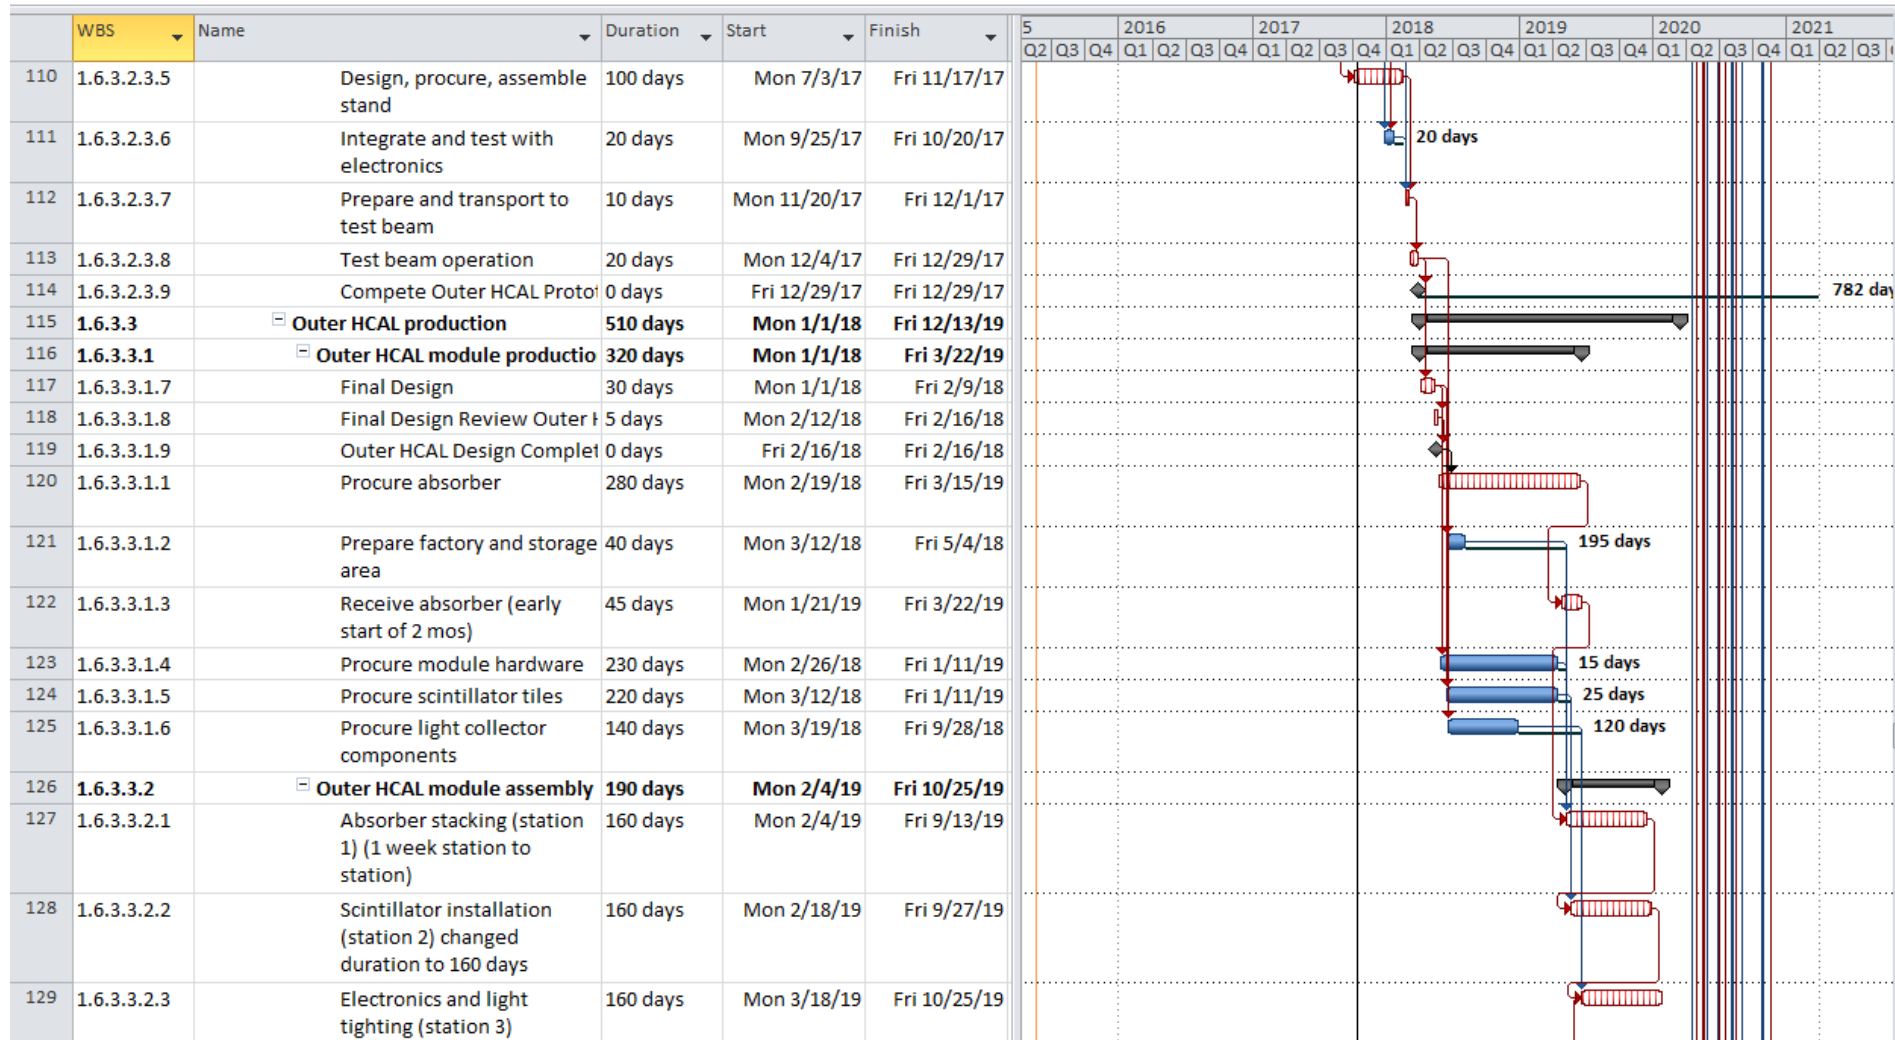 WBS Name Duration Start Finish
5 2016 2017 2018 2019 2020 2021
Q2 Q3 Q4 Q1 Q2 Q3 Q4 Q1 Q2 Q3 Q4 Q1 Q2 Q3 Q4 Q1 Q2 Q3 Q4 Q1 Q2 Q3 Q4 Q1 Q2 Q3
110 1.6.3.2.3.5 Design, procure, assemble 100 days Mon 7/3/17 Fri 11/17/17
stand
111 1.6.3.2.3.6 Integrate and test with 20 days Mon 9/25/17 Fri 10/20/17 20 days
electronics
112 1.6.3.2.3.7 Prepare and transport to 10 days Mon 11/20/17 Fri 12/1/17
test beam
113 1.6.3.2.3.8 Test beam operation 20 days Mon 12/4/17 Fri 12/29/17
114 1.6.3.2.3.9 Compete Outer HCAL Protot 0 days Fri 12/29/17 Fri 12/29/17 782 day
115 1.6.3.3 Outer HCAL production 510 days Mon 1/1/18 Fri 12/13/19
116 1.6.3.3.1 Outer HCAL module productio 320 days Mon 1/1/18 Fri 3/22/19
117 1.6.3.3.1.7 Final Design 30 days Mon 1/1/18 Fri 2/9/18
118 1.6.3.3.1.8 Final Design Review Outer 5 days Mon 2/12/18 Fri 2/16/18
119 1.6.3.3.1.9 Outer HCAL Design Complet 0 days Fri 2/16/18 Fri 2/16/18
120 1.6.3.3.1.1 Procure absorber 280 days Mon 2/19/18 Fri 3/15/19
121 1.6.3.3.1.2 Prepare factory and storage 40 days Mon 3/12/18 Fri 5/4/18 195 days
area
122 1.6.3.3.1.3 Receive absorber (early 45 days Mon 1/21/19 Fri 3/22/19
start of 2 mos)
123 1.6.3.3.1.4 Procure module hardware 230 days Mon 2/26/18 Fri 1/11/19 15 days
124 1.6.3.3.1.5 Procure scintillator tiles 220 days Mon 3/12/18 Fri 1/11/19 25 days
125 1.6.3.3.1.6 Procure light collector 140 days Mon 3/19/18 Fri 9/28/18 120 days
components
126 1.6.3.3.2 Outer HCAL module assembly 190 days Mon 2/4/19 Fri 10/25/19
127 1.6.3.3.2.1 Absorber stacking (station 160 days Mon 2/4/19 Fri 9/13/19
1) (1 week station to
station)
128 1.6.3.3.2.2 Scintillator installation 160 days Mon 2/18/19 Fri 9/27/19
(station 2) changed
duration to 160 days
129 1.6.3.3.2.3 Electronics and light 160 days Mon 3/18/19 Fri 10/25/19
tighting (station 3)